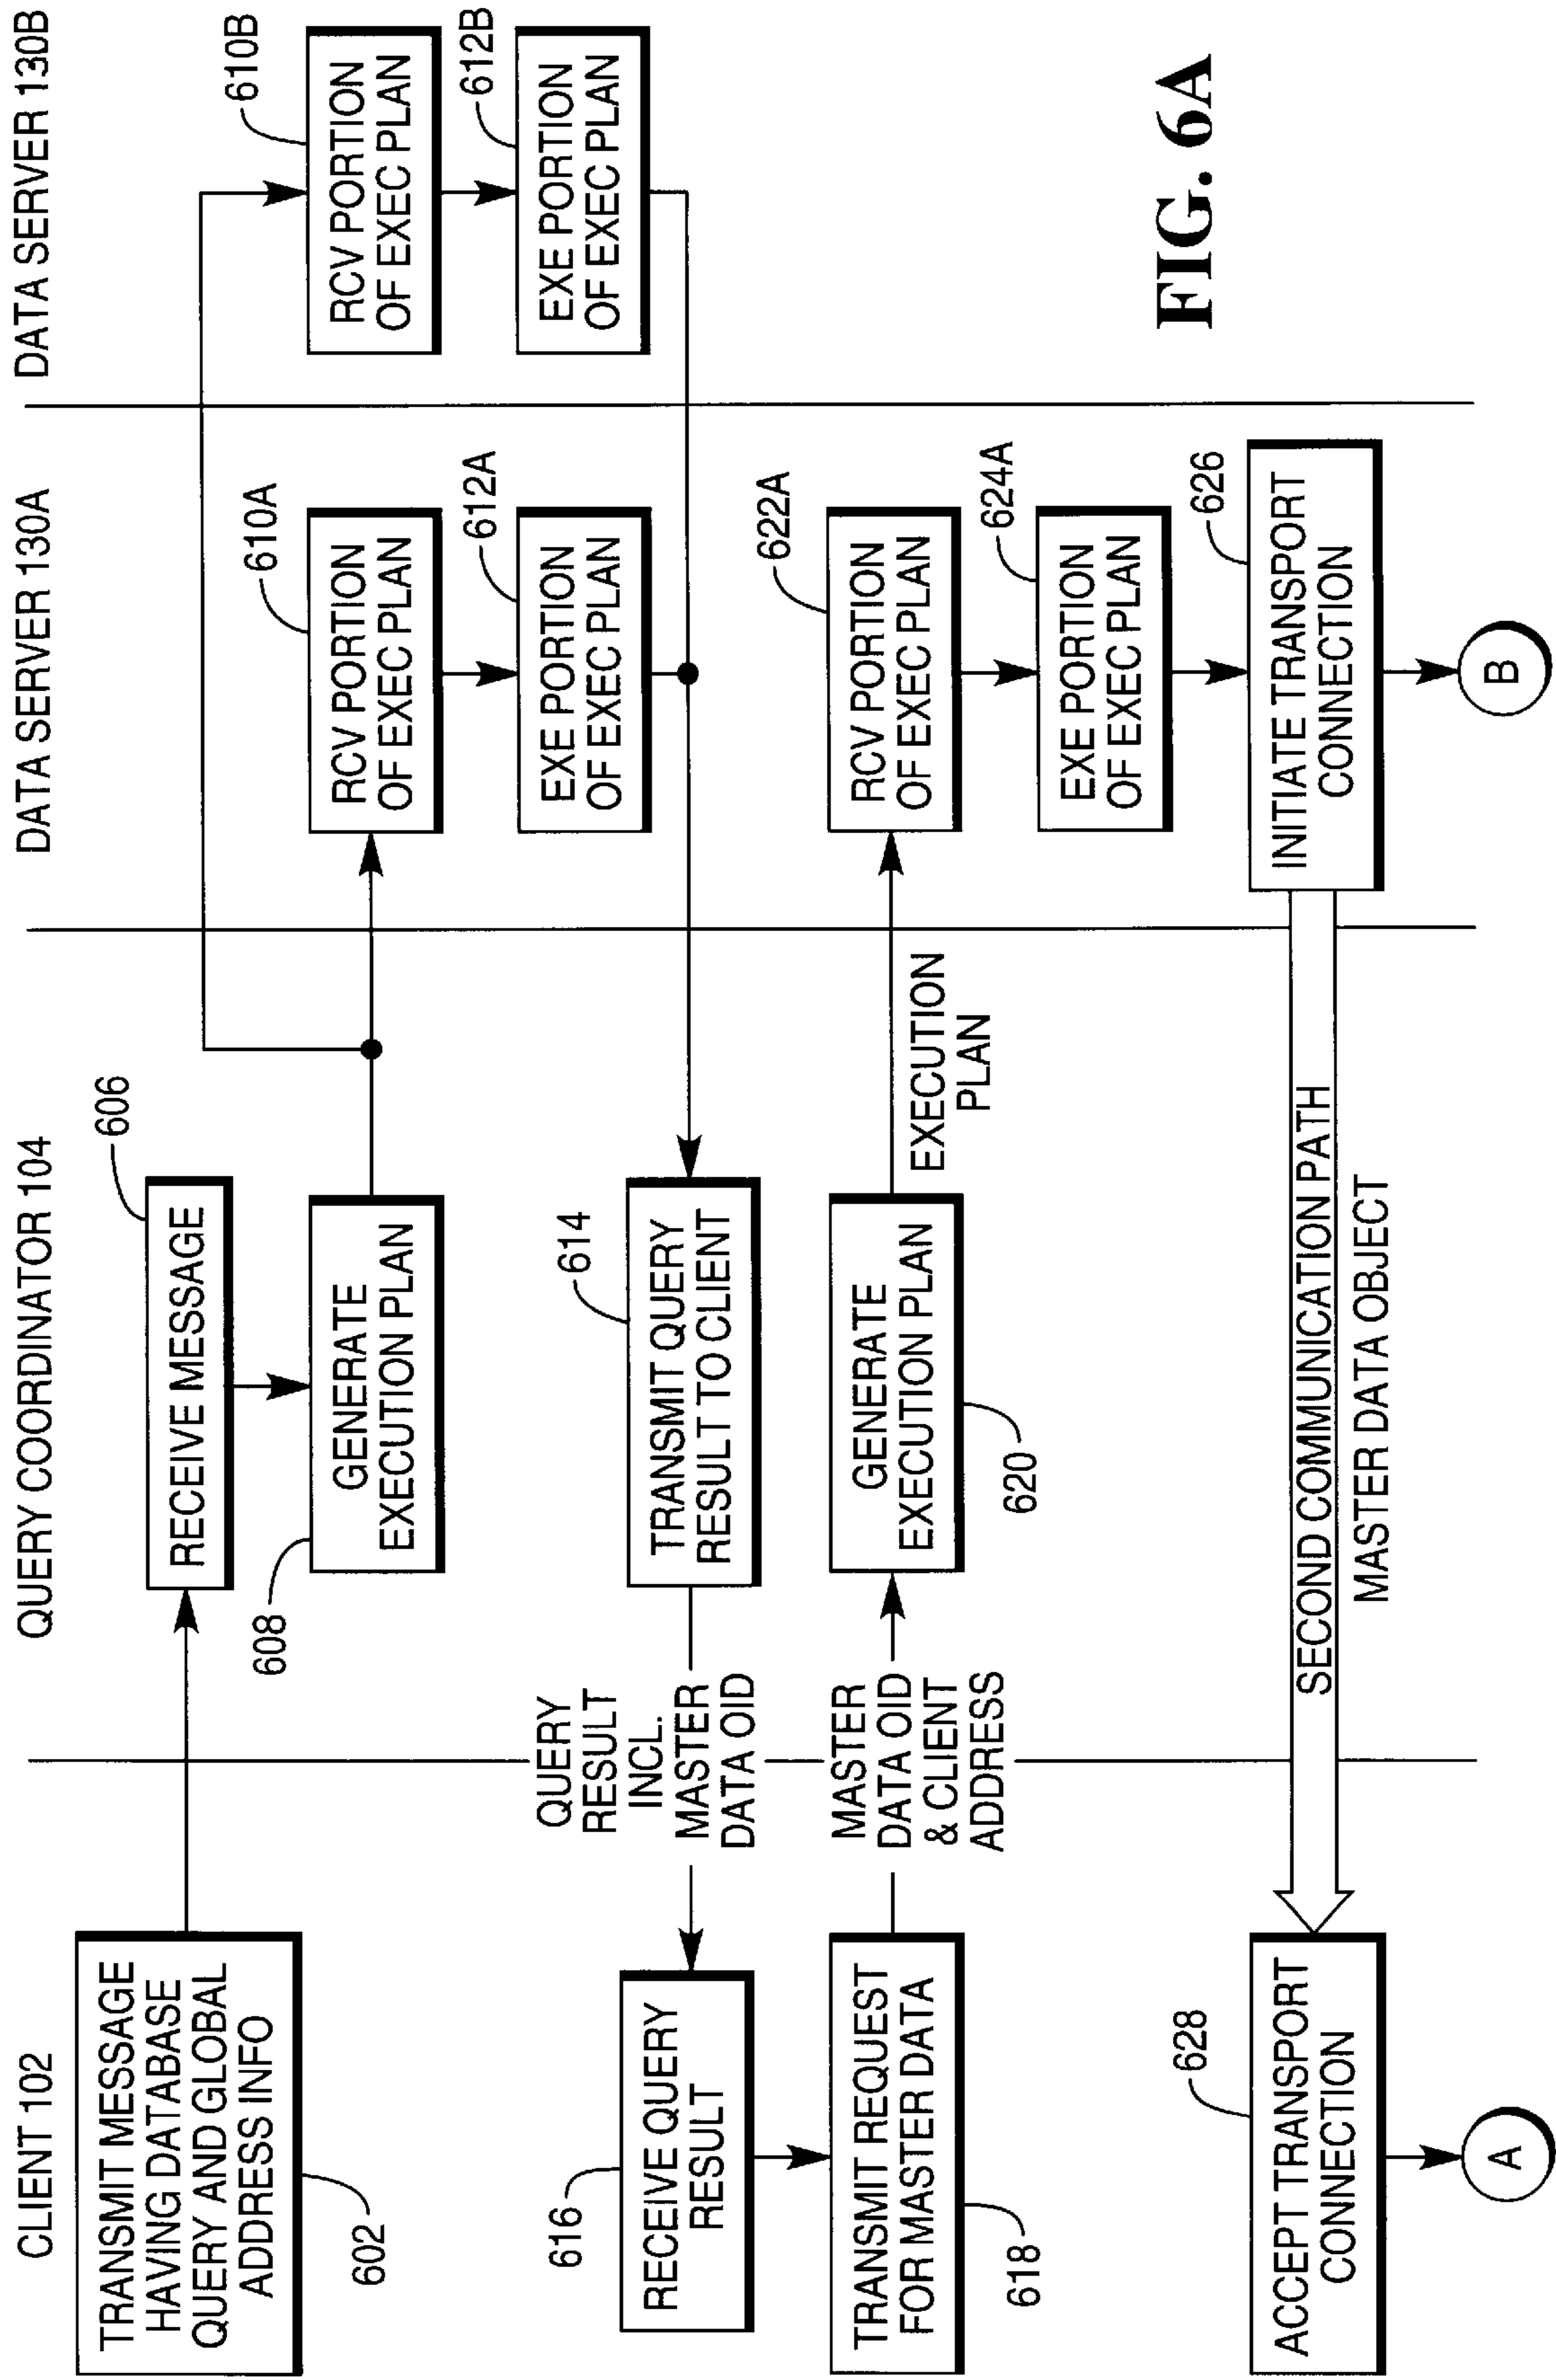 CLIENT 102
QUERY COORDINATOR 104
DATA SERVER 130A
DATA SERVER 130B
TRANSMIT MESSAGE
HAVING DATABASE
QUERY AND GLOBAL
ADDRESS INFO
602
606
RECEIVE MESSAGE
608
GENERATE
EXECUTION PLAN
610A
RCV PORTION
OF EXEC PLAN
610B
RCV PORTION
OF EXEC PLAN
612A
EXE PORTION
OF EXEC PLAN
612B
EXE PORTION
OF EXEC PLAN
614
TRANSMIT QUERY
RESULT TO CLIENT
QUERY
RESULT
INCL.
MASTER
DATA OID
616
RECEIVE QUERY
RESULT
TRANSMIT REQUEST
FOR MASTER DATA
618
MASTER
DATA OID
& CLIENT
ADDRESS
GENERATE
EXECUTION PLAN
620
EXECUTION
PLAN
622A
RCV PORTION
OF EXEC PLAN
624A
EXE PORTION
OF EXEC PLAN
626
INITIATE TRANSPORT
CONNECTION
SECOND COMMUNICATION PATH
MASTER DATA OBJECT
628
ACCEPT TRANSPORT
CONNECTION
A
B
FIG. 6A